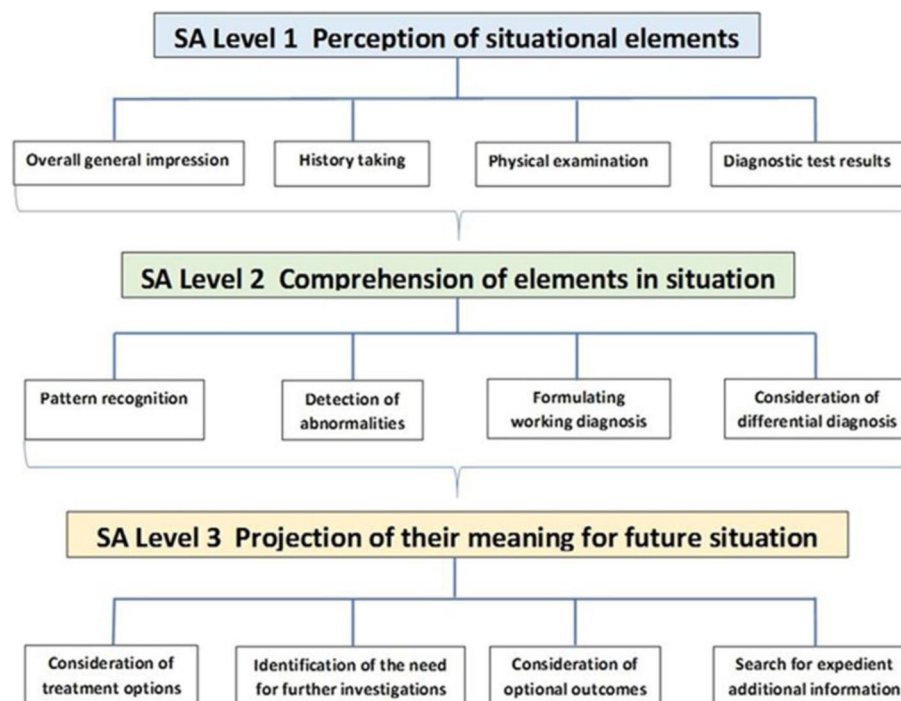 SA Level 1 Perception of situational elements
Overall general impression
History taking
Physical examination
Diagnostic test results
SA Level 2 Comprehension of elements in situation
Pattern recognition
Detection of
abnormalities
Formulating
working diagnosis
Consideration of
differential diagnosis
SA Level 3 Projection of their meaning for future situation
Consideration of
treatment options
Identification of the need
for further investigations
Consideration of
optional outcomes
Search for expedient
additional information